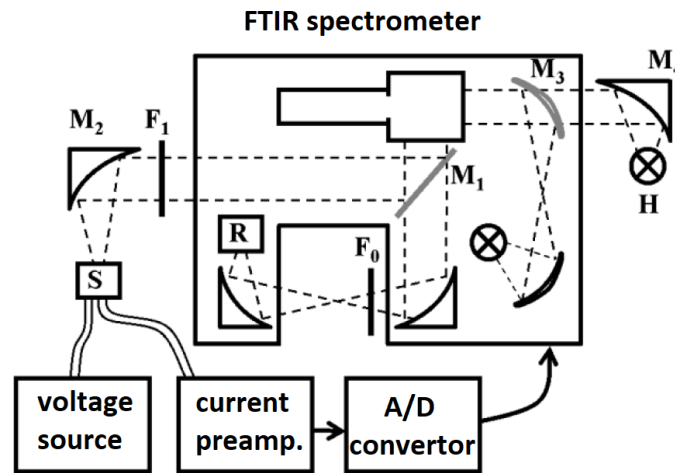 FTIR spectrometer
M2
F1
M3
M
M1
H
R
F0
S
voltage
source
current
preamp.
A/D
convertor